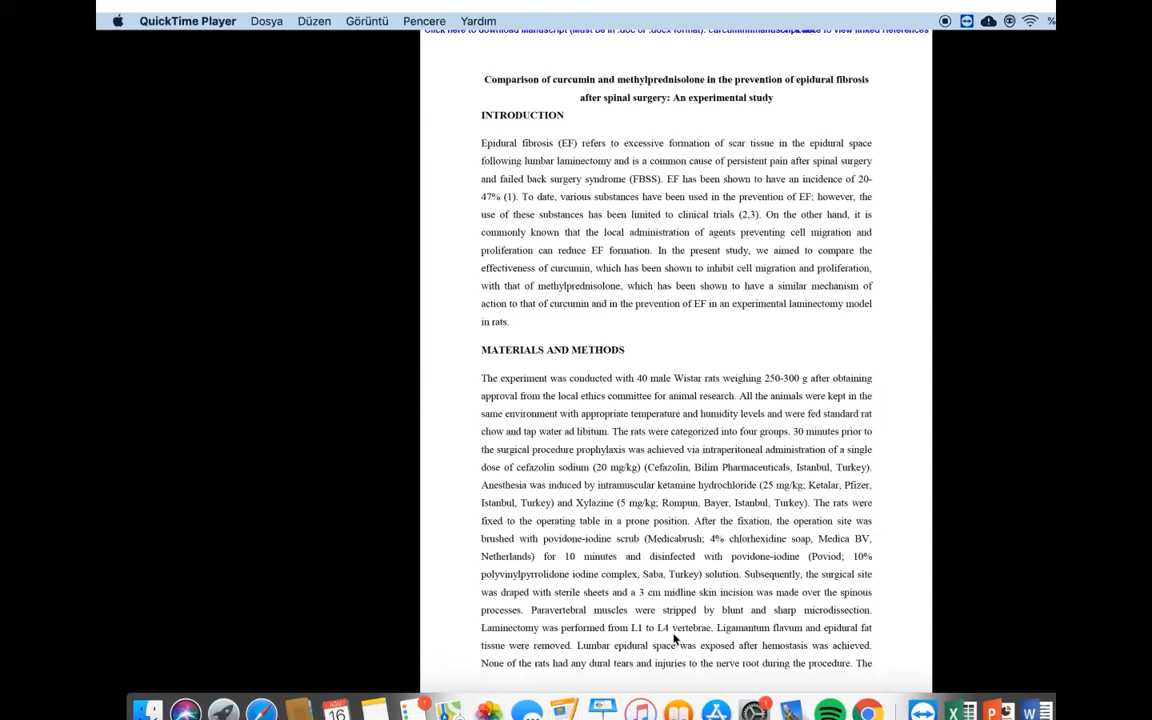 QuickTime Player Dosya Düzen Görüntü Pencere Yardım %
Click here to download Manuscript (Must be in .doc or .docx format):
to view linked References
Comparison of curcumin and methylprednisolone in the prevention of epidural fibrosis
after spinal surgery: An experimental study
INTRODUCTION
Epidural fibrosis (EF) refers to excessive formation of scar tissue in the epidural space
following lumbar laminectomy and is a common cause of persistent pain after spinal surgery
and failed back surgery syndrome (FBSS). EF has been shown to have an incidence of 20-
47% (1). To date, various substances have been used in the prevention of EF; however, the
use of these substances has been limited to clinical trials (2,3). On the other hand, it is
commonly known that the local administration of agents preventing cell migration and
proliferation can reduce EF formation. In the present study, we aimed to compare the
effectiveness of curcumin, which has been shown to inhibit cell migration and proliferation,
with that of methylprednisolone, which has been shown to have a similar mechanism of
action to that of curcumin and in the prevention of EF in an experimental laminectomy model
in rats.
MATERIALS AND METHODS
The experiment was conducted with 40 male Wistar rats weighing 250-300 g after obtaining
approval from the local ethics committee for animal research. All the animals were kept in the
same environment with appropriate temperature and humidity levels and were fed standard rat
chow and tap water ad libitum. The rats were categorized into four groups. 30 minutes prior to
the surgical procedure prophylaxis was achieved via intraperitoneal administration of a single
dose of cefazolin sodium (20 mg/kg) (Cefazolin, Bilim Pharmaceuticals, Istanbul, Turkey).
Anesthesia was induced by intramuscular ketamine hydrochloride (25 mg/kg; Ketalar, Pfizer,
Istanbul, Turkey) and Xylazine (5 mg/kg; Rompun, Bayer, Istanbul, Turkey). The rats were
fixed to the operating table in a prone position. After the fixation, the operation site was
brushed with povidone-iodine scrub (Medicabrush; 4% chlorhexidine soap, Medica BV,
Netherlands) for 10 minutes and disinfected with povidone-iodine (Poviod; 10%
polyvinylpyrrolidone iodine complex, Saba, Turkey) solution. Subsequently, the surgical site
was draped with sterile sheets and a 3 cm midline skin incision was made over the spinous
processes. Paravertebral muscles were stripped by blunt and sharp microdissection.
Laminectomy was performed from L1 to L4 vertebrae. Ligamantum flavum and epidural fat
tissue were removed. Lumbar epidural space was exposed after hemostasis was achieved.
None of the rats had any dural tears and injuries to the nerve root during the procedure. The
AĞU
16
1
1